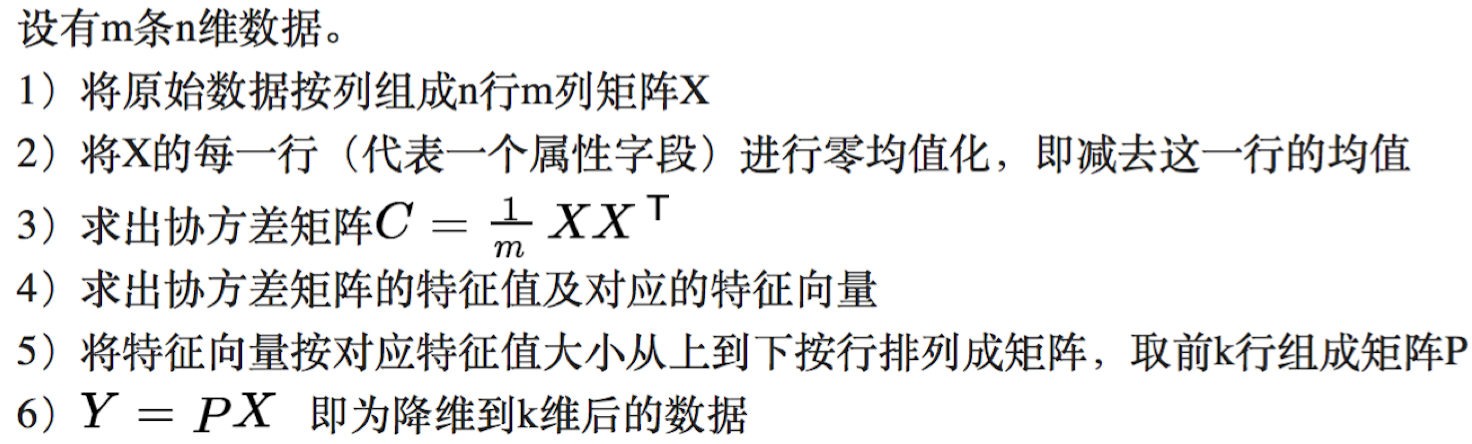 设有m条n维数据。
1）将原始数据按列组成n行m列矩阵X
2）将X的每一行（代表一个属性字段）进行零均值化，即减去这一行的均值
3）求出协方差矩阵$C = \frac{1}{m} XX^{\mathsf{T}}$
4）求出协方差矩阵的特征值及对应的特征向量
5）将特征向量按对应特征值大小从上到下按行排列成矩阵，取前k行组成矩阵P
6）$Y = PX$ 即为降维到k维后的数据